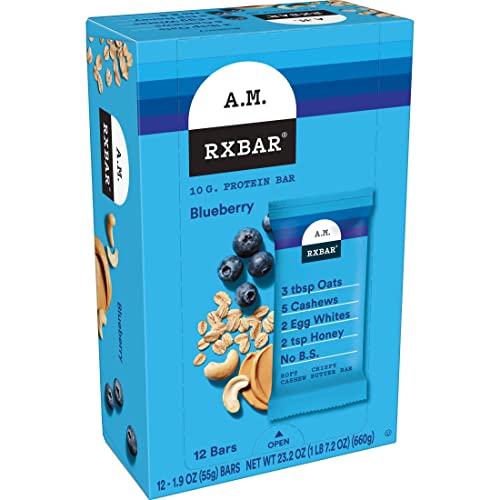 A.M.
RXBAR®
10 G. PROTEIN BAR
Blueberry
A.M.
RXBAR®
3 tbsp Oats
5 Cashews
2 Egg Whites
2 tsp Honey
No B.S.
SOFT CRISPY
CASHEW BUTTER BAR
12 Bars
OPEN
12 - 1.9 OZ (55g) BARS NET WT 23.2 OZ (1 LB 7.2 OZ) (660g)
A.M.
RXBAR®
Blueberry